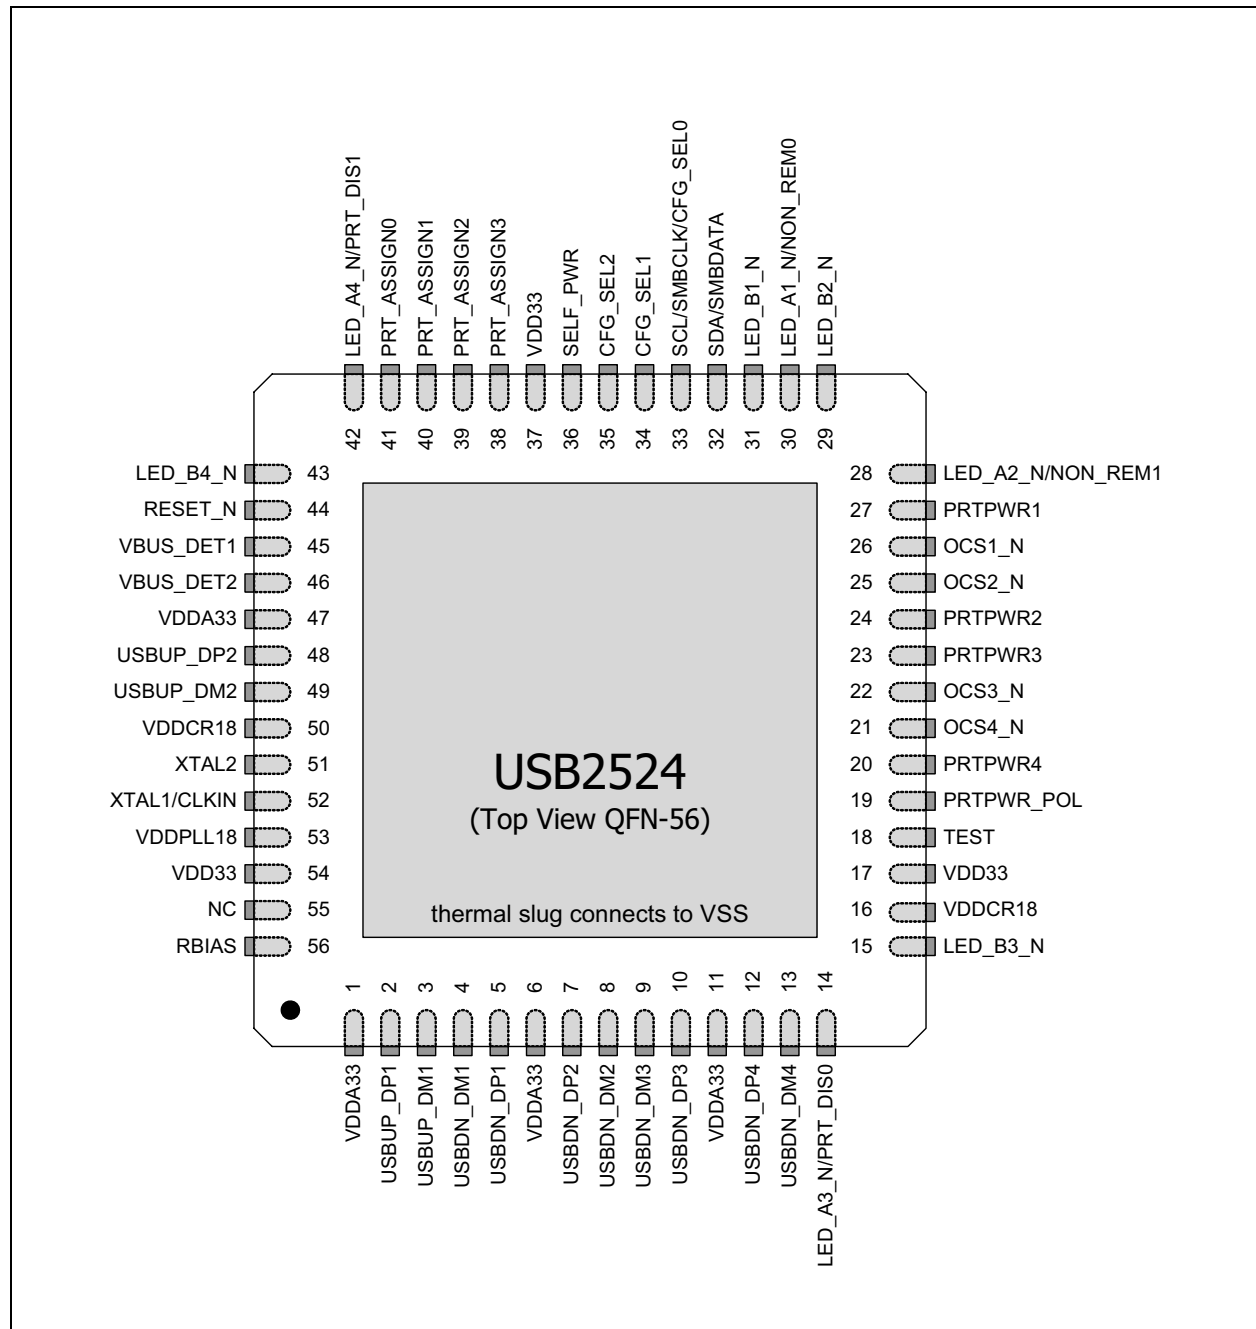 LED_A4_N/PRT_DIS1
PRT_ASSIGN0
PRT_ASSIGN1
PRT_ASSIGN2
PRT_ASSIGN3
VDD33
SELF_PWR
CFG_SEL2
CFG_SEL1
SCL/SMBCLK/CFG_SEL0
SDA/SMBDATA
LED_B1_N
LED_A1_N/NON_REM0
LED_B2_N
42
41
40
39
38
37
36
35
34
33
32
31
30
29
LED_B4_N 43
RESET_N 44
VBUS_DET1 45
VBUS_DET2 46
VDDA33 47
USBUP_DP2 48
USBUP_DM2 49
VDDCR18 50
XTAL2 51
XTAL1/CLKIN 52
VDDPLL18 53
VDD33 54
NC 55
RBIAS 56
28 LED_A2_N/NON_REM1
27 PRTPWR1
26 OCS1_N
25 OCS2_N
24 PRTPWR2
23 PRTPWR3
22 OCS3_N
21 OCS4_N
20 PRTPWR4
19 PRTPWR_POL
18 TEST
17 VDD33
16 VDDCR18
15 LED_B3_N
USB2524
(Top View QFN-56)
thermal slug connects to VSS
1
2
3
4
5
6
7
8
9
10
11
12
13
14
VDDA33
USBUP_DP1
USBUP_DM1
USBDN_DM1
USBDN_DP1
VDDA33
USBDN_DP2
USBDN_DM2
USBDN_DM3
USBDN_DP3
VDDA33
USBDN_DP4
USBDN_DM4
LED_A3_N/PRT_DIS0